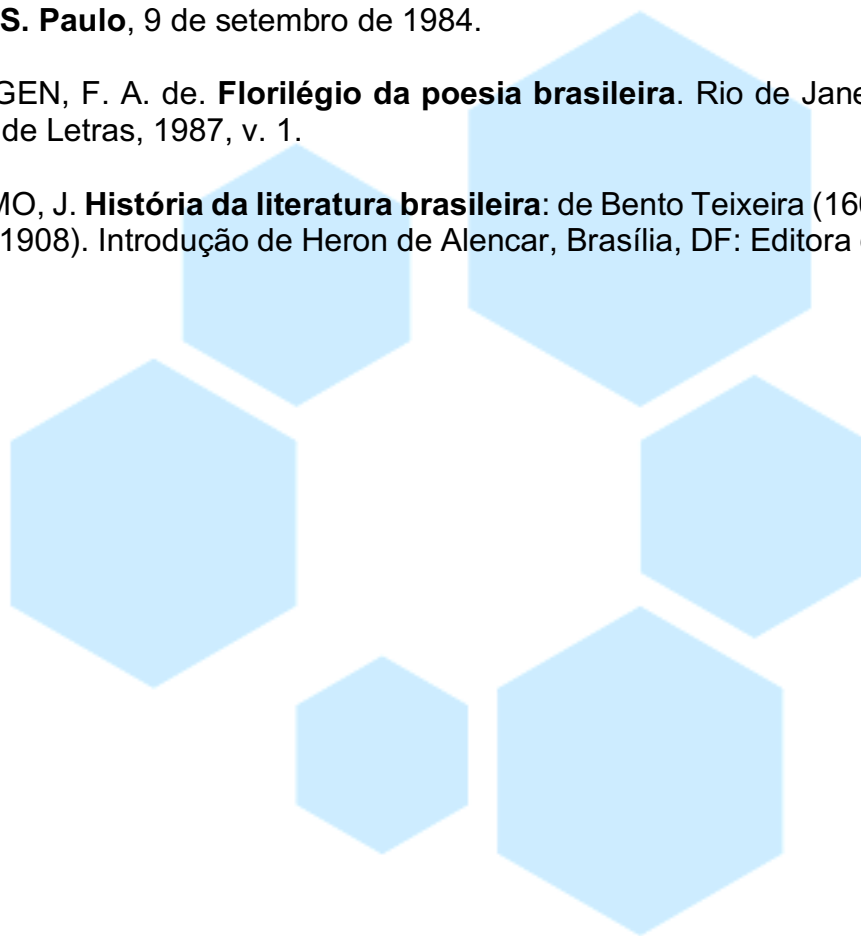 S. Paulo, 9 de setembro de 1984.
GEN, F. A. de. Florilégio da poesia brasileira. Rio de Jane
de Letras, 1987, v. 1.
MO, J. História da literatura brasileira: de Bento Teixeira (160
1908). Introdução de Heron de Alencar, Brasília, DF: Editora